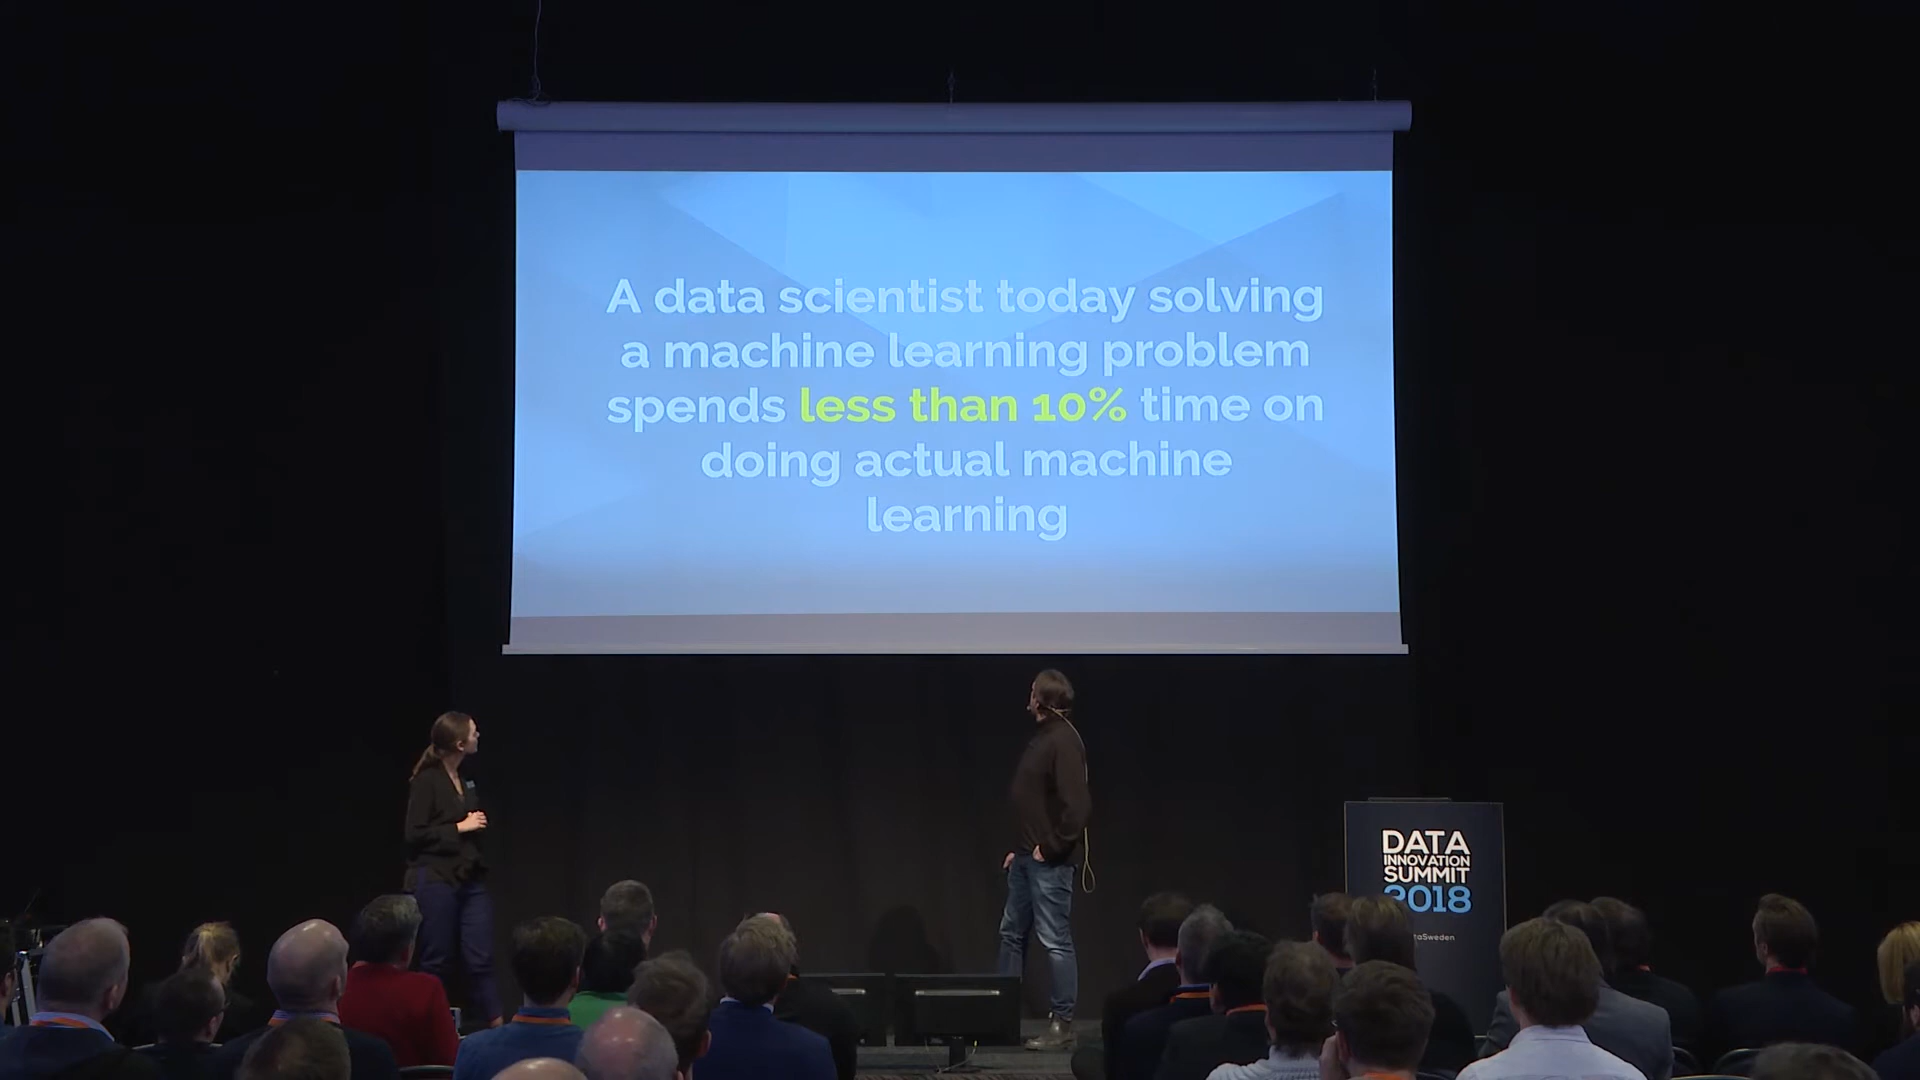 A data scientist today solving
a machine learning problem
spends less than 10% time on
doing actual machine
learning
DATA
INNOVATION
SUMMIT
2018
taSweden